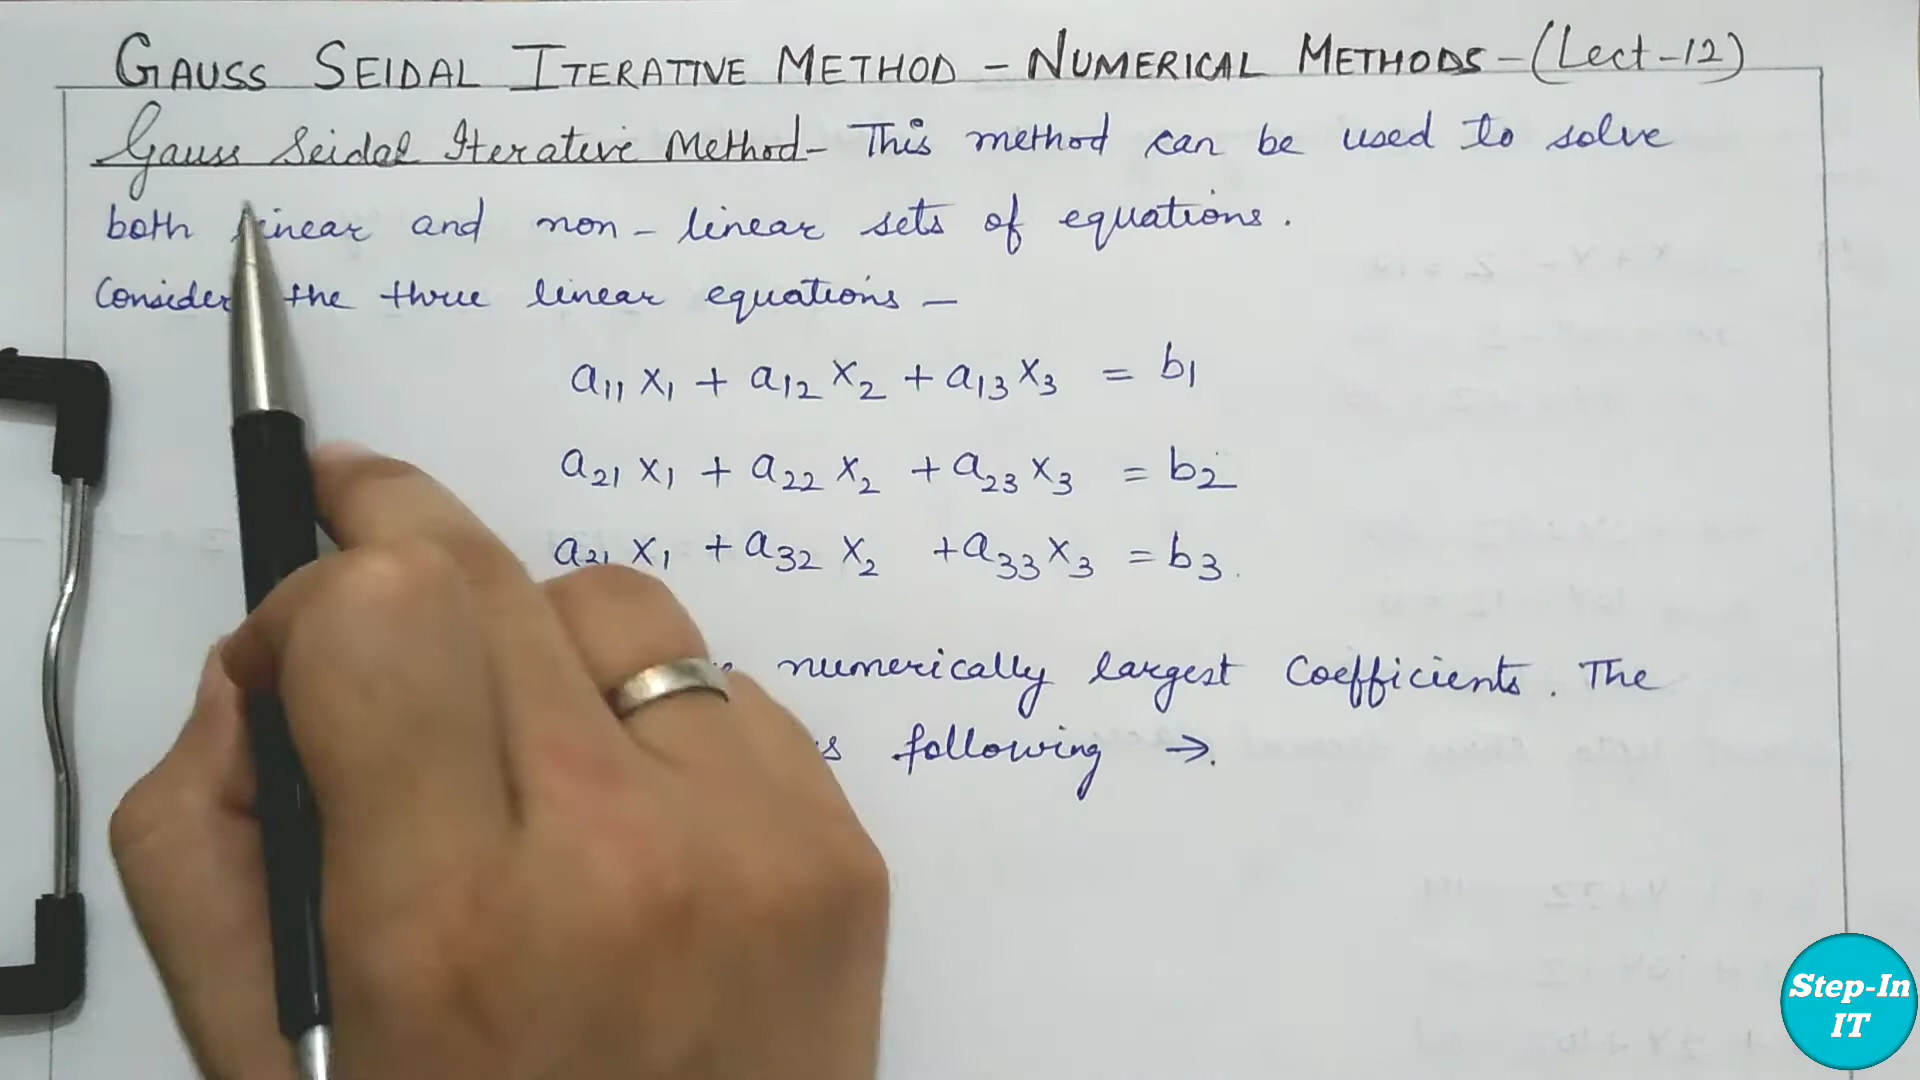 GAUSS SEIDAL ITERATIVE METHOD - NUMERICAL METHODS - (Lect-12)
Gauss Seidal Iterative Method - This method can be used to solve
both linear and non - linear sets of equations.
Consider the three linear equations -
a11 x1 + a12 x2 + a13 x3 = b1
a21 x1 + a22 x2 + a23 x3 = b2
x1 + a32 x2 + a33 x3 = b3.
numerically largest Coefficients. The
following →.
Step-In
IT